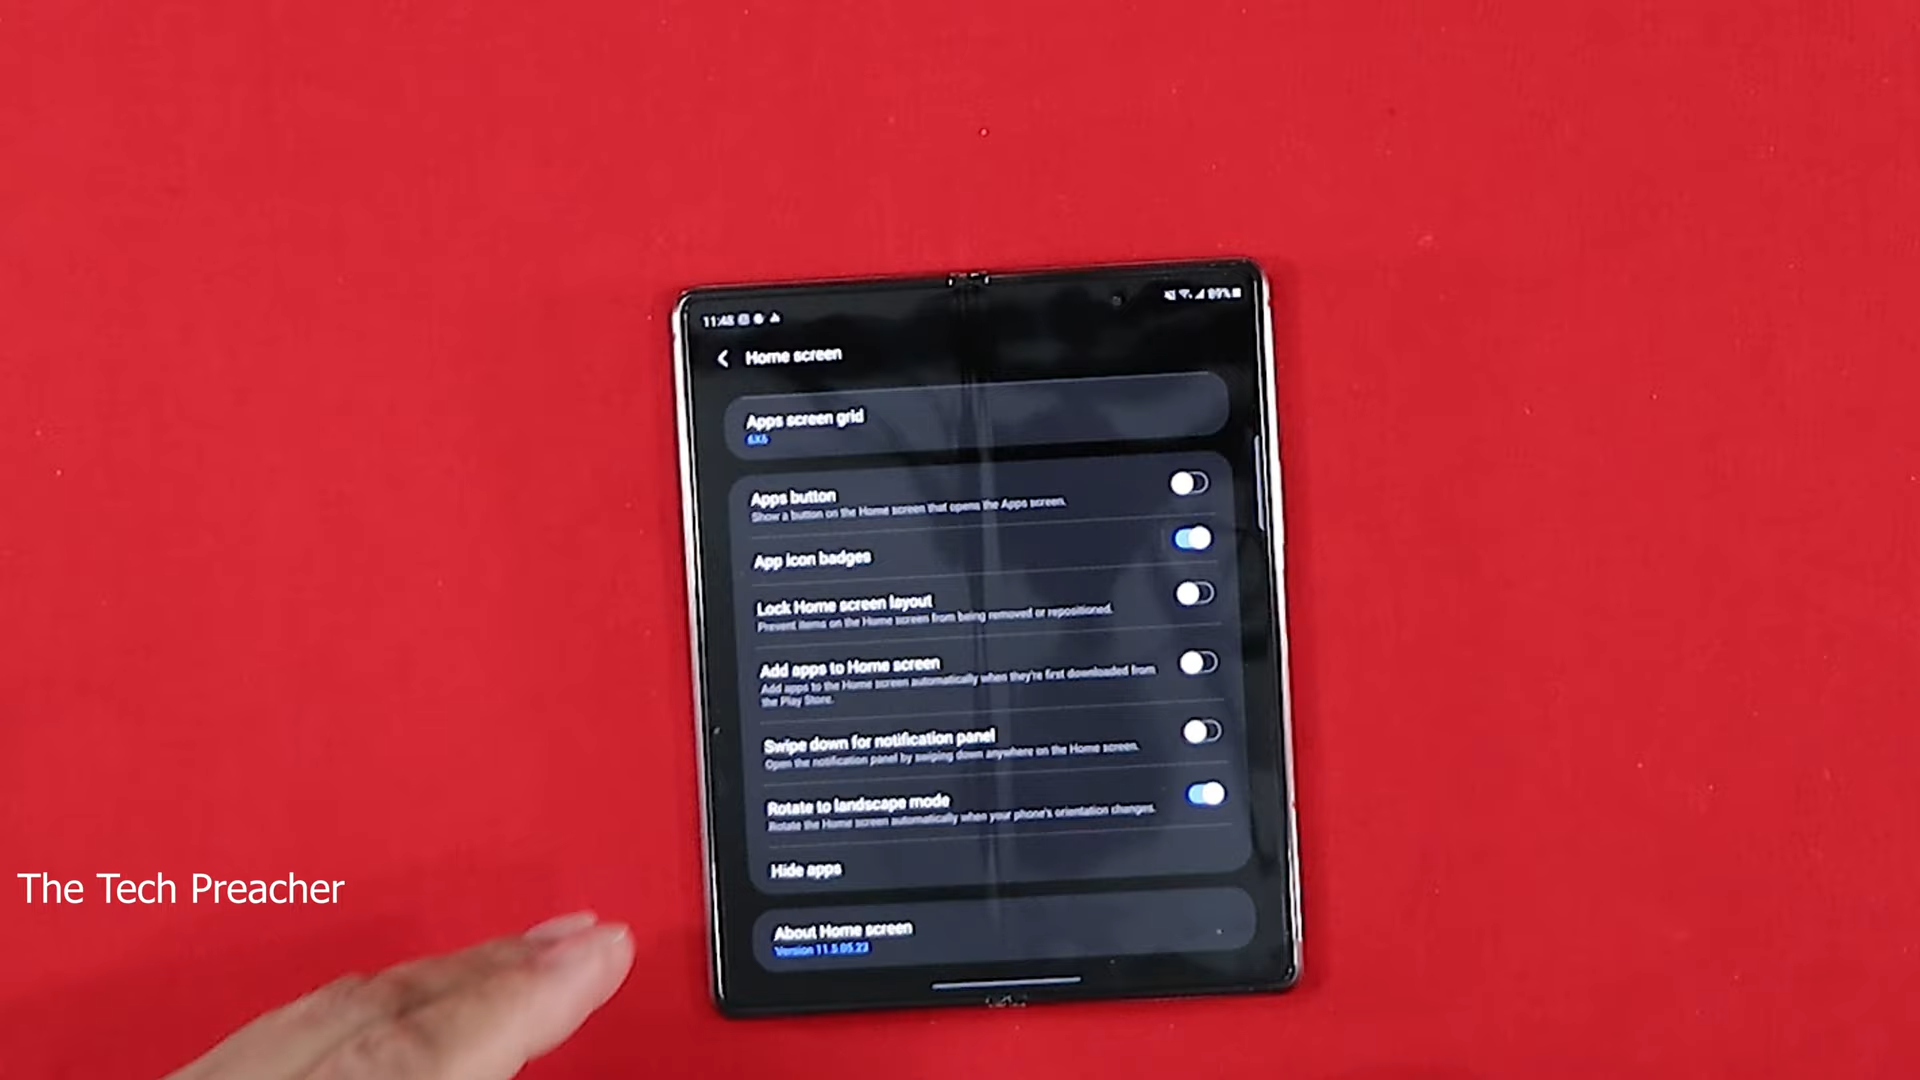 11:48
89%
Home screen
Apps screen grid
6X6
Apps button
Show a button on the Home screen that opens the Apps screen.
App icon badges
Lock Home screen layout
Prevent items on the Home screen from being removed or repositioned.
Add apps to Home screen
Add apps to the Home screen automatically when they're first downloaded from
the Play Store.
Swipe down for notification panel
Open the notification panel by swiping down anywhere on the Home screen.
Rotate to landscape mode
Rotate the Home screen automatically when your phone's orientation changes.
Hide apps
About Home screen
Version 11.5.05.23
The Tech Preacher